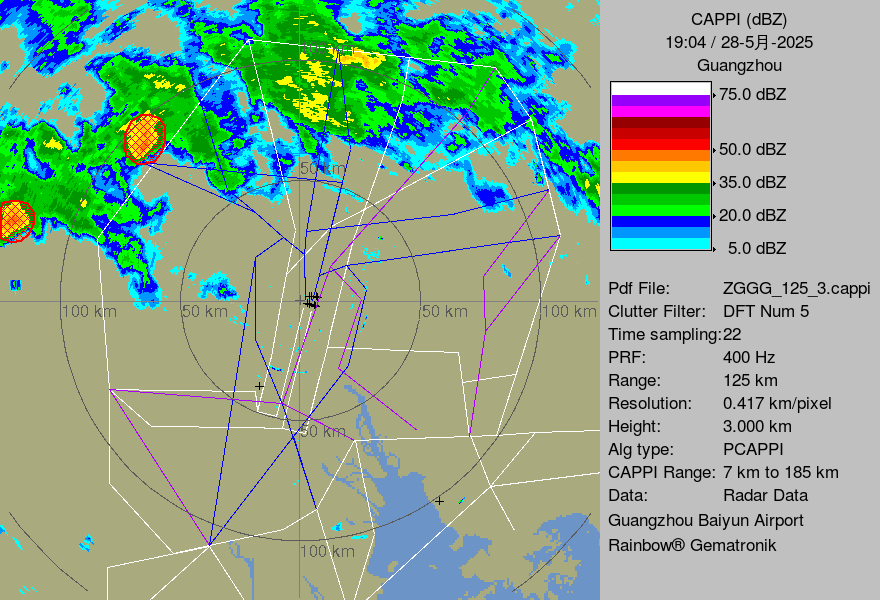 CAPPI (dBZ)
19:04 / 28-5月-2025
Guangzhou
75.0 dBZ
50.0 dBZ
35.0 dBZ
20.0 dBZ
5.0 dBZ
100 km
50 km
100 km
50 km
50 km
100 km
50 km
100 km
Pdf File: ZGGG_125_3.cappi
Clutter Filter: DFT Num 5
Time sampling:22
PRF: 400 Hz
Range: 125 km
Resolution: 0.417 km/pixel
Height: 3.000 km
Alg type: PCAPPI
CAPPI Range: 7 km to 185 km
Data: Radar Data
Guangzhou Baiyun Airport
Rainbow® Gematronik